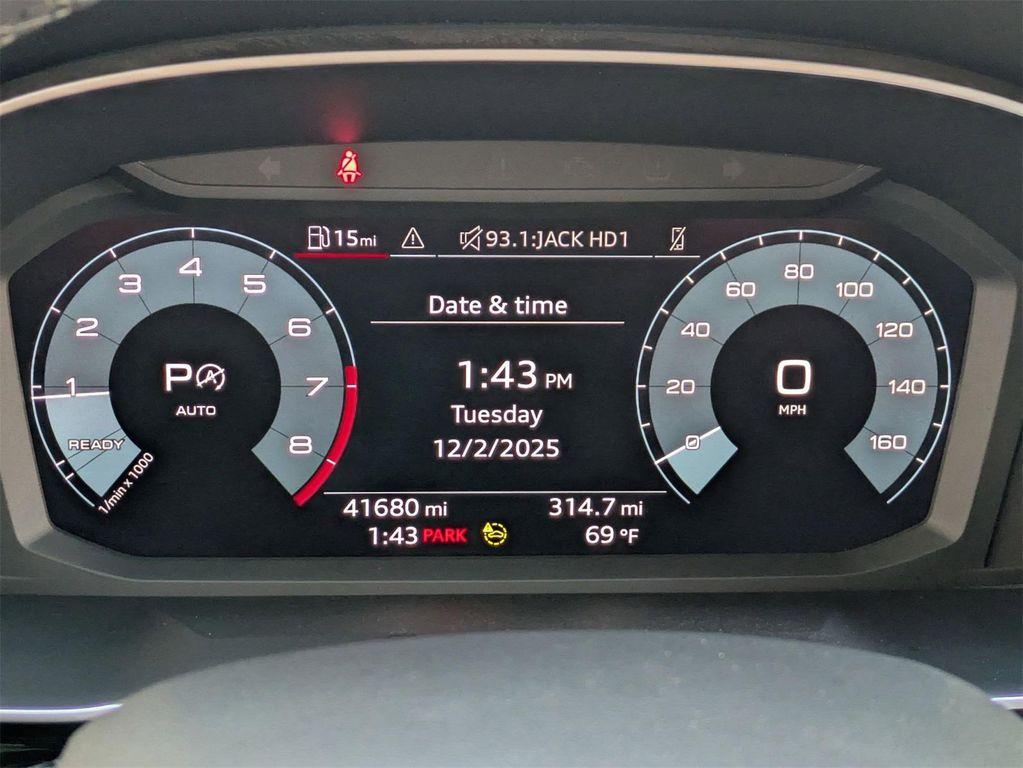 15mi 93.1:JACK HD1
Date & time
1:43 PM
Tuesday
12/2/2025
41680 mi 314.7 mi
1:43 PARK 69 °F
READY 1 2 3 4 5 6 7 8
P A
AUTO
1/min x 1000
0 20 40 60 80 100 120 140 160
0
MPH